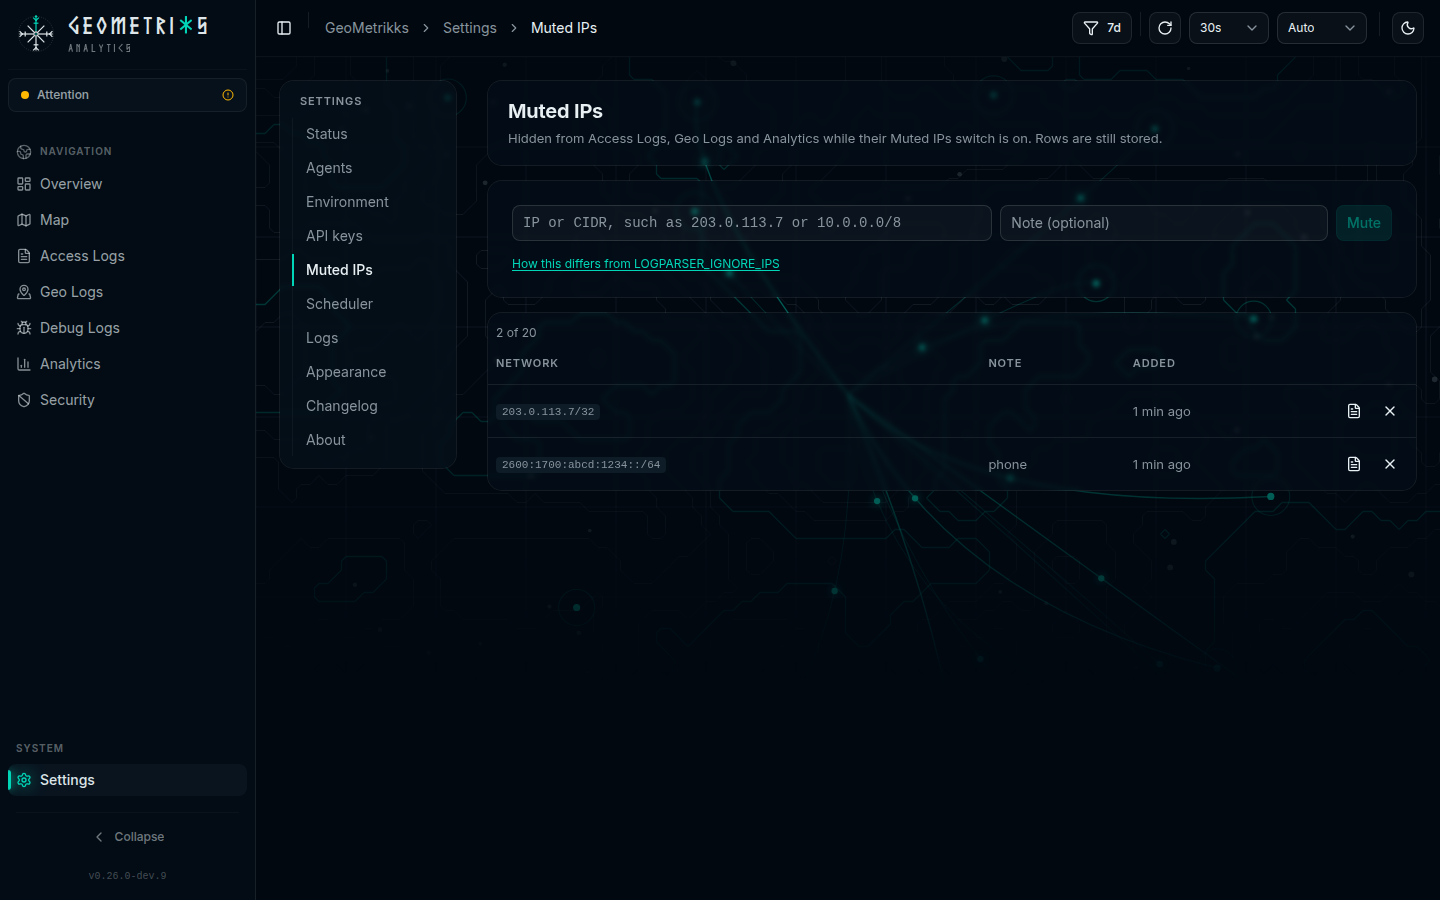 GEOMETRIKS
ANALYTICS
Attention
NAVIGATION
Overview
Map
Access Logs
Geo Logs
Debug Logs
Analytics
Security
SYSTEM
Settings
Collapse
v0.26.0-dev.9
GeoMetrikks > Settings > Muted IPs
7d
30s
Auto
SETTINGS
Status
Agents
Environment
API keys
Muted IPs
Scheduler
Logs
Appearance
Changelog
About
Muted IPs
Hidden from Access Logs, Geo Logs and Analytics while their Muted IPs switch is on. Rows are still stored.
IP or CIDR, such as 203.0.113.7 or 10.0.0.0/8
Note (optional)
Mute
How this differs from LOGPARSER_IGNORE_IPS
2 of 20
NETWORK NOTE ADDED
203.0.113.7/32 1 min ago
2600:1700:abcd:1234::/64 phone 1 min ago